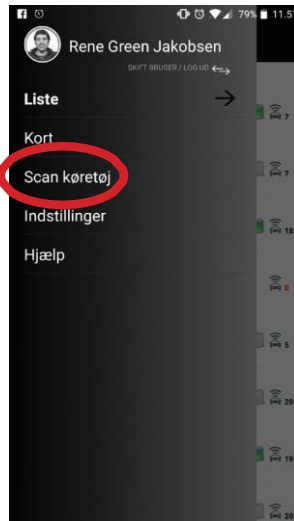 79% 11.5
Rene Green Jakobsen
SKIFT BRUGER / LOG UD
Liste
7
Kort
Scan køretøj
7
Indstillinger
18
Hjælp
0
5
20
19
20